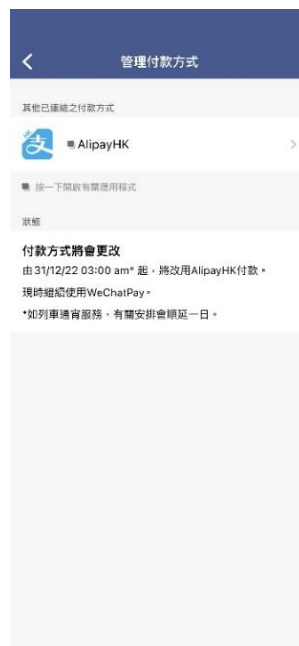 管理付款方式
其他已連結之付款方式
支 AlipayHK
按一下開啟有關應用程式
狀態
付款方式將會更改
由31/12/22 03:00 am* 起，將改用AlipayHK付款。
現時繼續使用WeChatPay。
*如列車通宵服務，有關安排會順延一日。